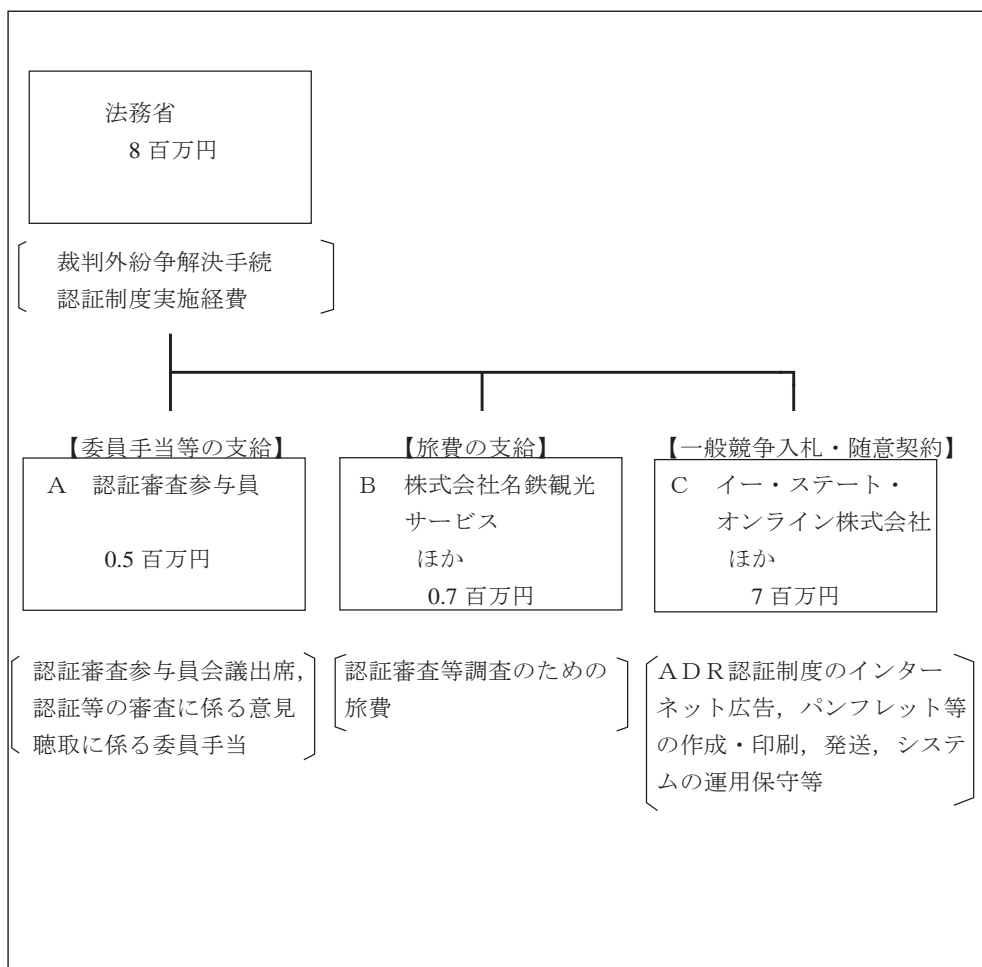 法務省
8 百万円
裁判外紛争解決手続
認証制度実施経費
【委員手当等の支給】
A　認証審査参与員
0.5 百万円
認証審査参与員会議出席，
認証等の審査に係る意見
聴取に係る委員手当
【旅費の支給】
B　株式会社名鉄観光
サービス
ほか
0.7 百万円
認証審査等調査のための
旅費
【一般競争入札・随意契約】
C　イー・ステート・
オンライン株式会社
ほか
7 百万円
ＡＤＲ認証制度のインター
ネット広告，パンフレット等
の作成・印刷，発送，システ
ムの運用保守等